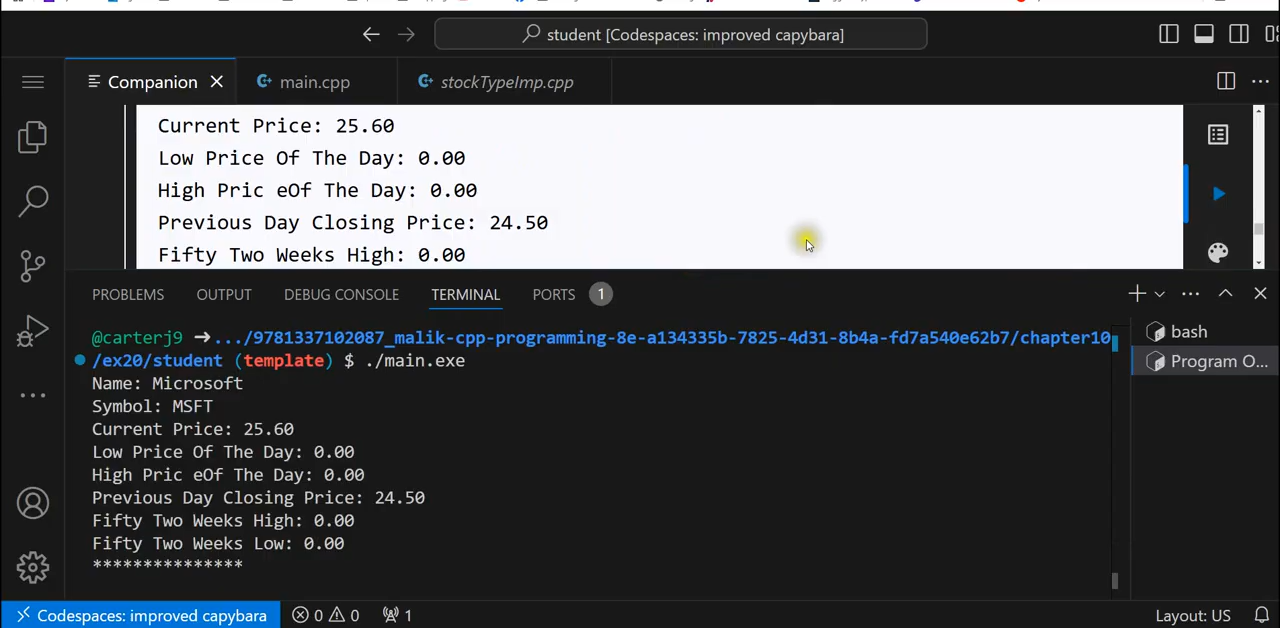 student [Codespaces: improved capybara]
Companion
main.cpp
stockTypeImp.cpp
Current Price: 25.60
Low Price Of The Day: 0.00
High Pric eOf The Day: 0.00
Previous Day Closing Price: 24.50
Fifty Two Weeks High: 0.00
PROBLEMS OUTPUT DEBUG CONSOLE TERMINAL PORTS 1
@carterj9 ➜.../9781337102087_malik-cpp-programming-8e-a134335b-7825-4d31-8b4a-fd7a540e62b7/chapter10
/ex20/student (template) $ ./main.exe
Name: Microsoft
Symbol: MSFT
Current Price: 25.60
Low Price Of The Day: 0.00
High Pric eOf The Day: 0.00
Previous Day Closing Price: 24.50
Fifty Two Weeks High: 0.00
Fifty Two Weeks Low: 0.00
***************
bash
Program O...
Codespaces: improved capybara 0 0 1 Layout: US